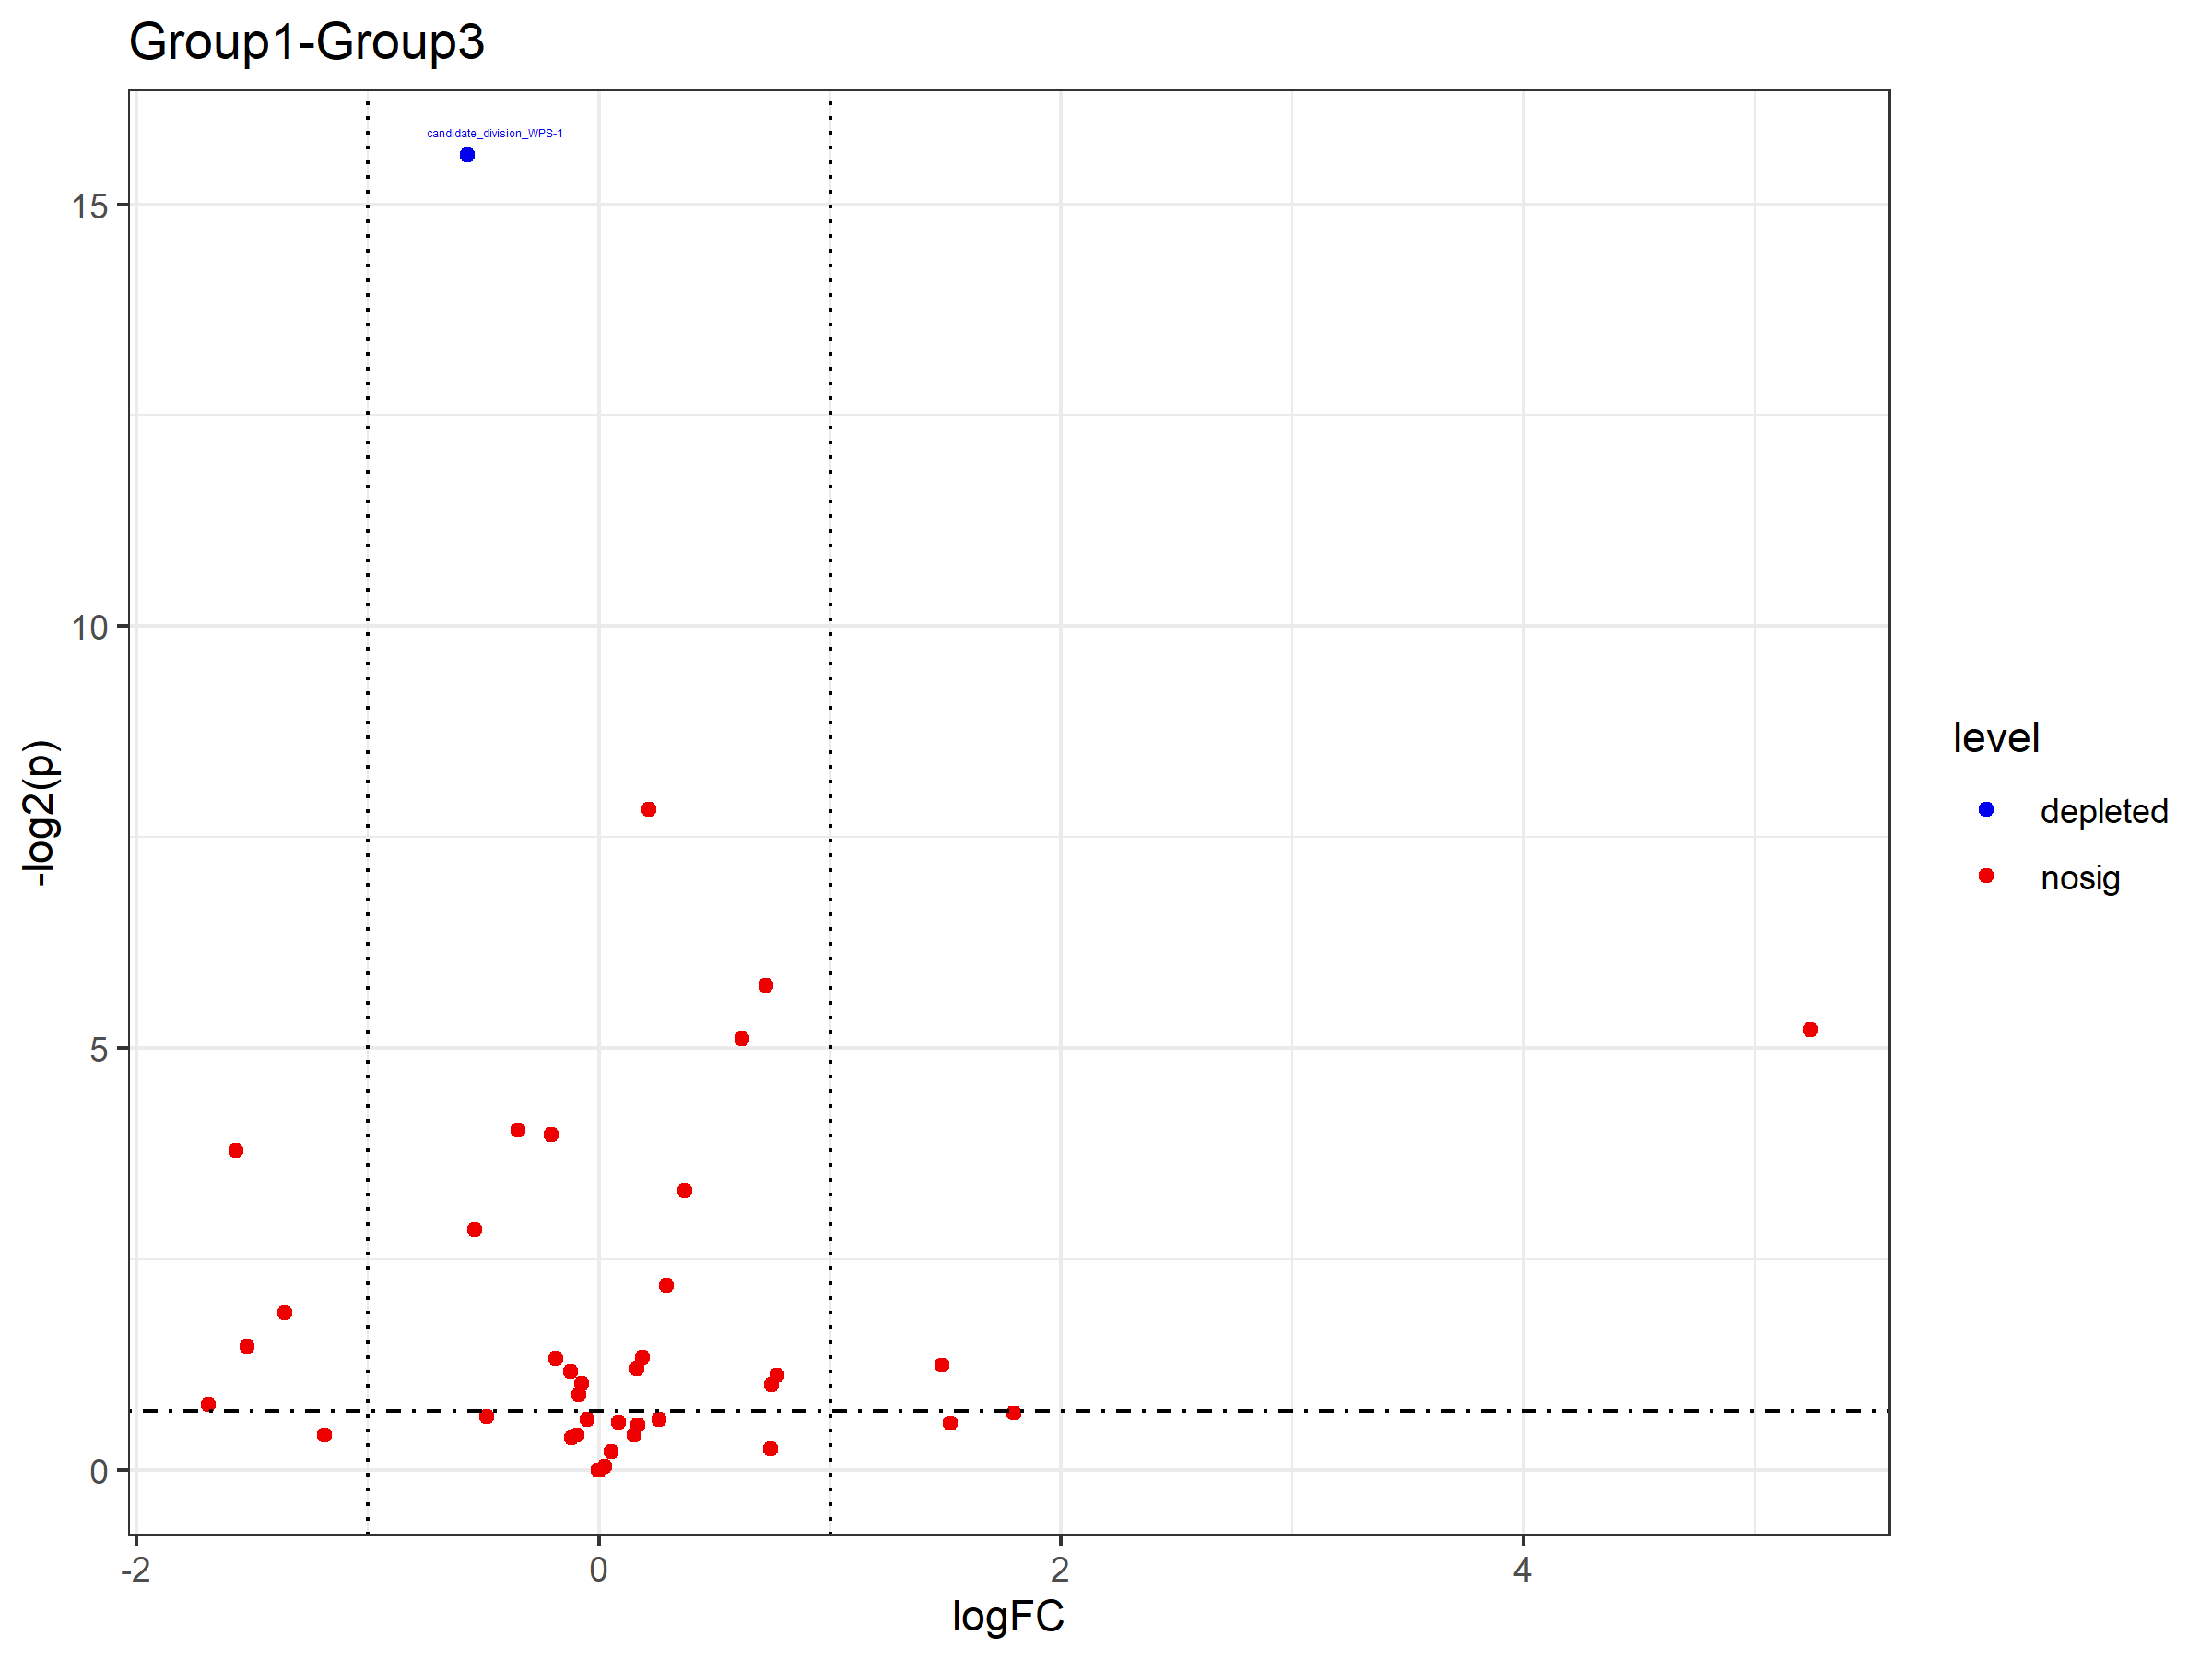 Group1-Group3
candidate_division_WPS-1
15
10
5
0
-log2(p)
-2
0
2
4
logFC
level
depleted
nosig